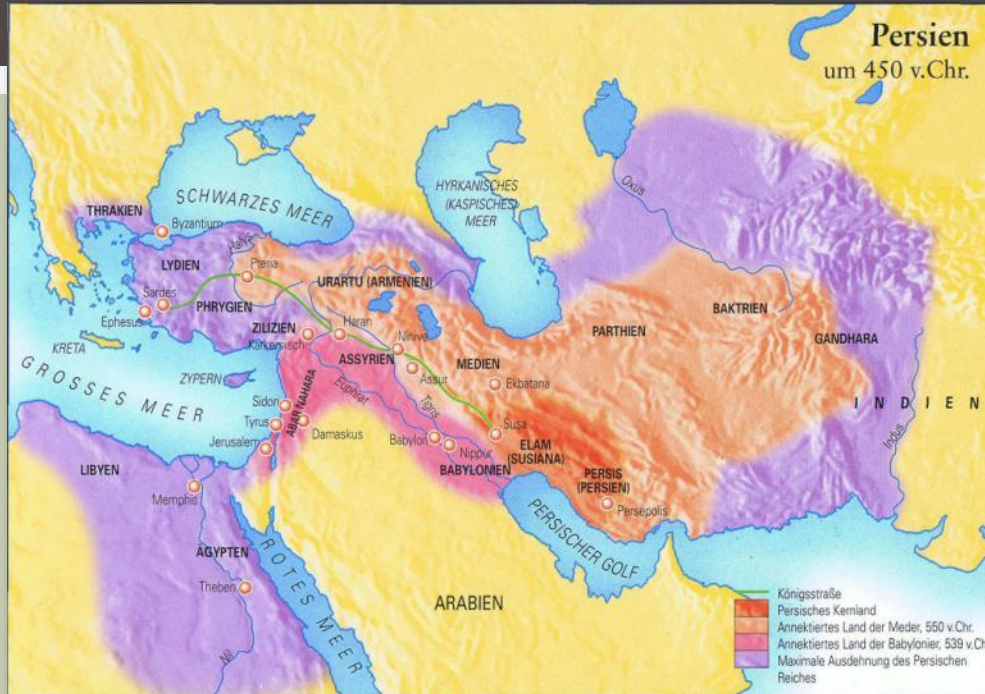 Persien
um 450 v.Chr.
SCHWARZES MEER
HYRKANISCHES
(KASPISCHES)
MEER
Oxus
THRAKIEN
Byzantium
Halys
LYDIEN
Pteria
URARTU (ARMENIEN)
Sardes
PHRYGIEN
Ephesus
BAKTRIEN
PARTHIEN
GANDHARA
ZILIZIEN
Haran
Karkemisch
Ninive
KRETA
ASSYRIEN
MEDIEN
Assur
ZYPERN
Ekbatana
GROSSES MEER
Euphrat
Tigris
INDIEN
Sidon
ABAR NAHARA
Tyrus
Damaskus
Susa
Indus
Jerusalem
Babylon
Nippur
ELAM
(SUSIANA)
LIBYEN
BABYLONIEN
PERSIS
(PERSIEN)
Memphis
Persepolis
PERSISCHER GOLF
ÄGYPTEN
ROTES MEER
Theben
ARABIEN
Nil
Königsstraße
Persisches Kernland
Annektiertes Land der Meder, 550 v.Chr.
Annektiertes Land der Babylonier, 539 v.Ch
Maximale Ausdehnung des Persischen
Reiches